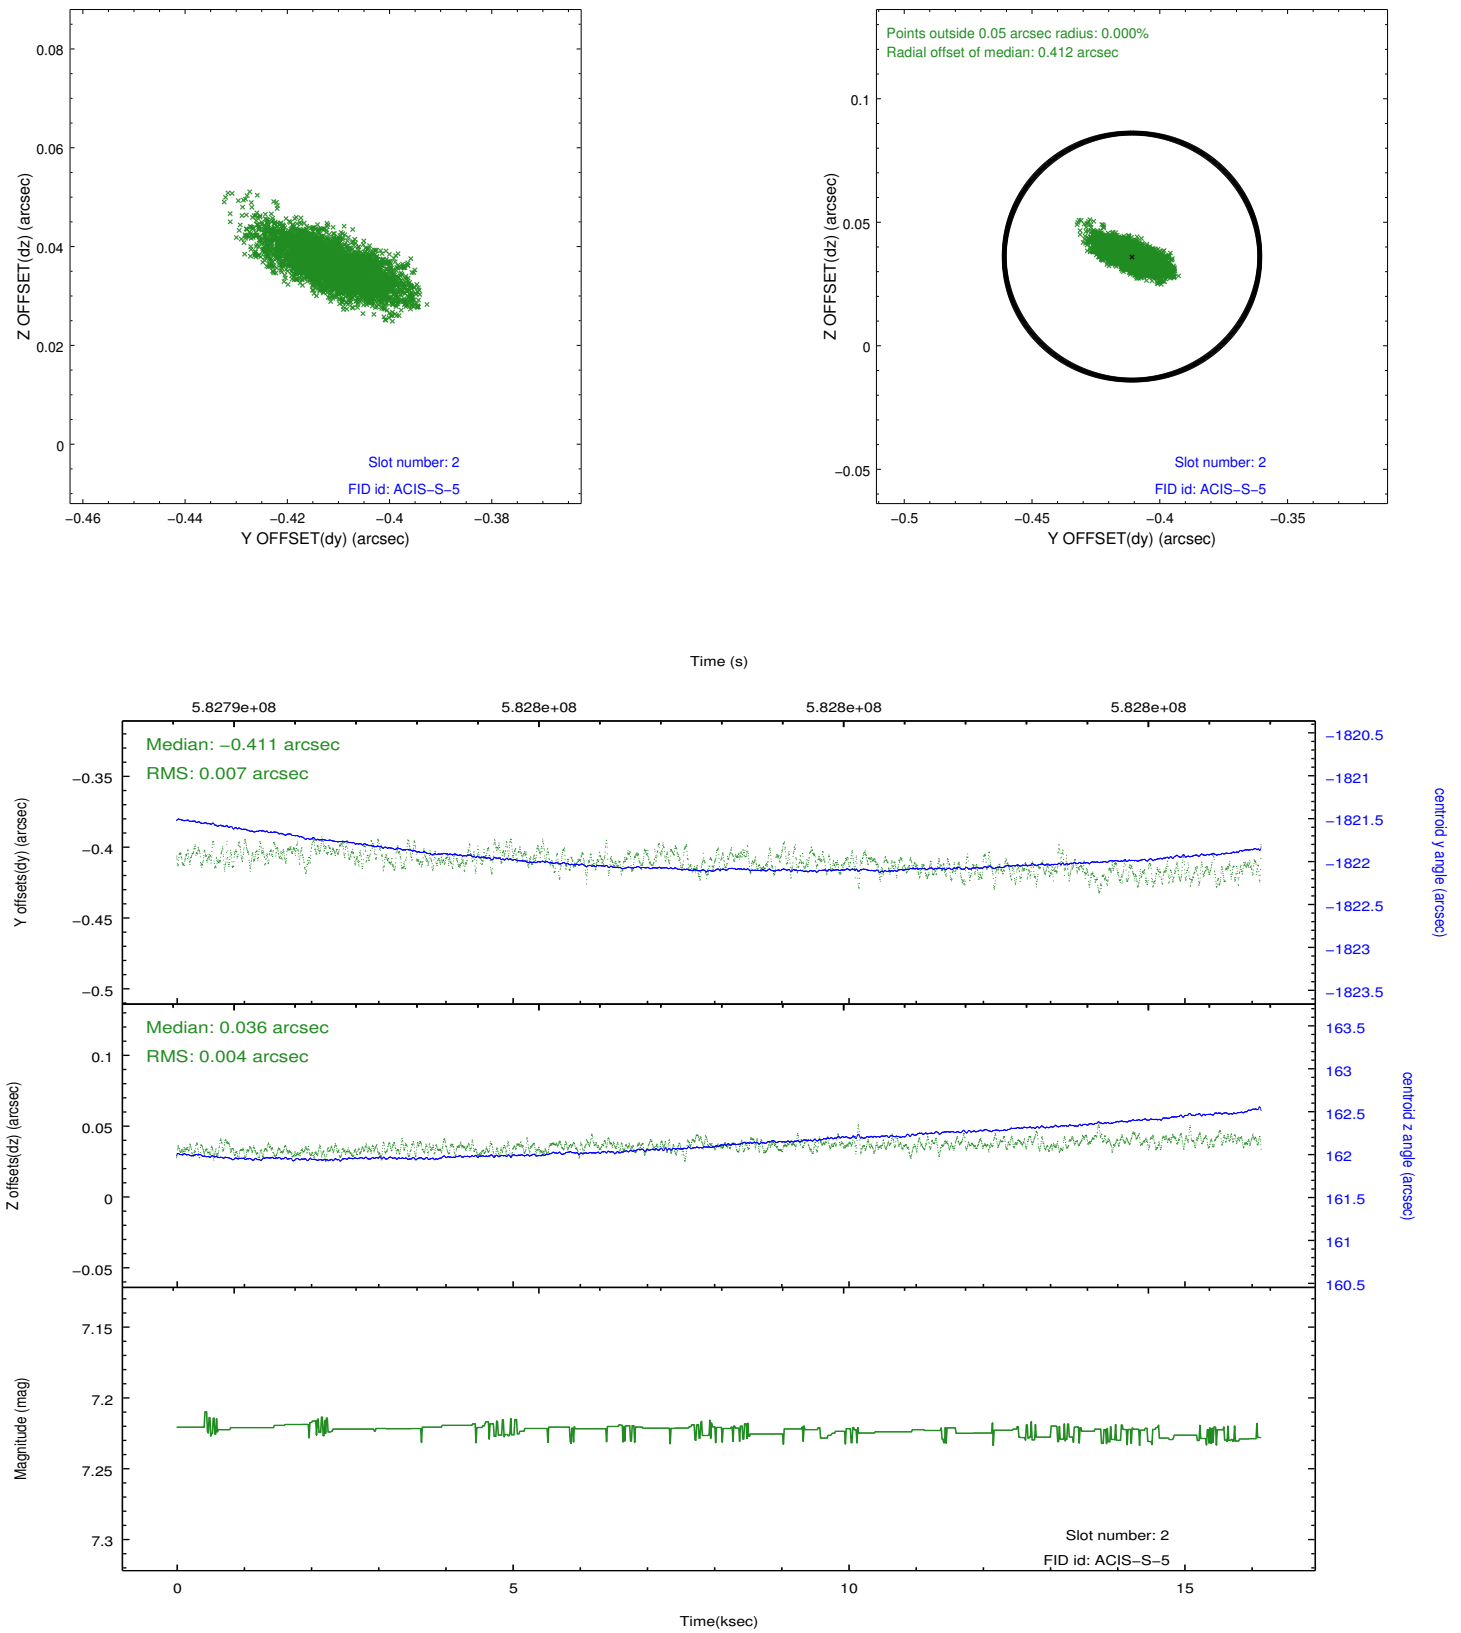 0.08
0.06
0.04
0.02
0
Z OFFSET(dz) (arcsec)
Slot number: 2
FID id: ACIS−S−5
−0.46
−0.44
−0.42
−0.4
−0.38
Y OFFSET(dy) (arcsec)
Points outside 0.05 arcsec radius: 0.000%
Radial offset of median: 0.412 arcsec
0.1
0.05
0
−0.05
Z OFFSET(dz) (arcsec)
Slot number: 2
FID id: ACIS−S−5
−0.5
−0.45
−0.4
−0.35
Y OFFSET(dy) (arcsec)
Time (s)
5.8279e+08
5.828e+08
5.828e+08
5.828e+08
Median: −0.411 arcsec
RMS: 0.007 arcsec
−0.35
−0.4
−0.45
−0.5
Y offsets(dy) (arcsec)
−1820.5
−1821
−1821.5
−1822
−1822.5
−1823
−1823.5
centroid y angle (arcsec)
Median: 0.036 arcsec
RMS: 0.004 arcsec
0.1
0.05
0
−0.05
Z offsets(dz) (arcsec)
163.5
163
162.5
162
161.5
161
160.5
centroid z angle (arcsec)
7.15
7.2
7.25
7.3
Magnitude (mag)
Slot number: 2
FID id: ACIS−S−5
0
5
10
15
Time(ksec)